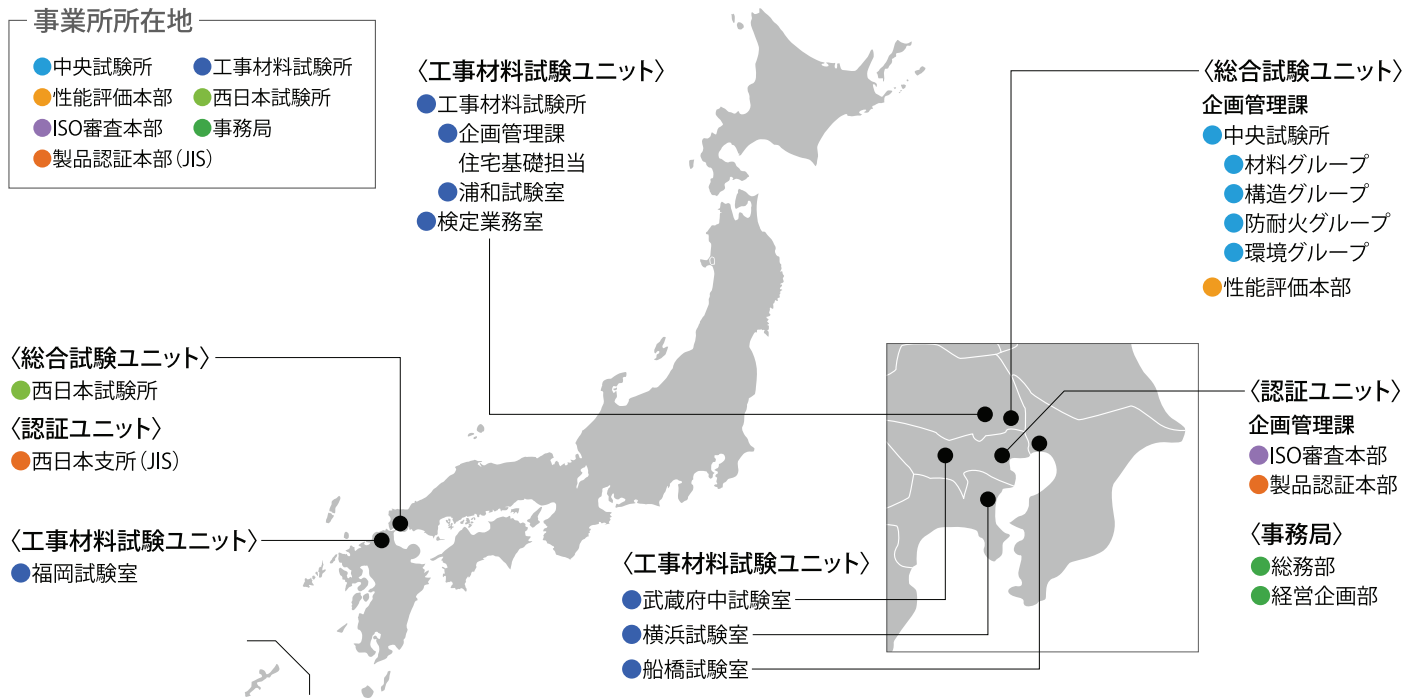 事業所所在地
中央試験所
工事材料試験所
性能評価本部
西日本試験所
ISO審査本部
事務局
製品認証本部(JIS)
〈工事材料試験ユニット〉
工事材料試験所
企画管理課
住宅基礎担当
浦和試験室
検定業務室
〈総合試験ユニット〉
企画管理課
中央試験所
材料グループ
構造グループ
防耐火グループ
環境グループ
性能評価本部
〈総合試験ユニット〉
西日本試験所
〈認証ユニット〉
西日本支所(JIS)
〈工事材料試験ユニット〉
福岡試験室
〈工事材料試験ユニット〉
武蔵府中試験室
横浜試験室
船橋試験室
〈認証ユニット〉
企画管理課
ISO審査本部
製品認証本部
〈事務局〉
総務部
経営企画部